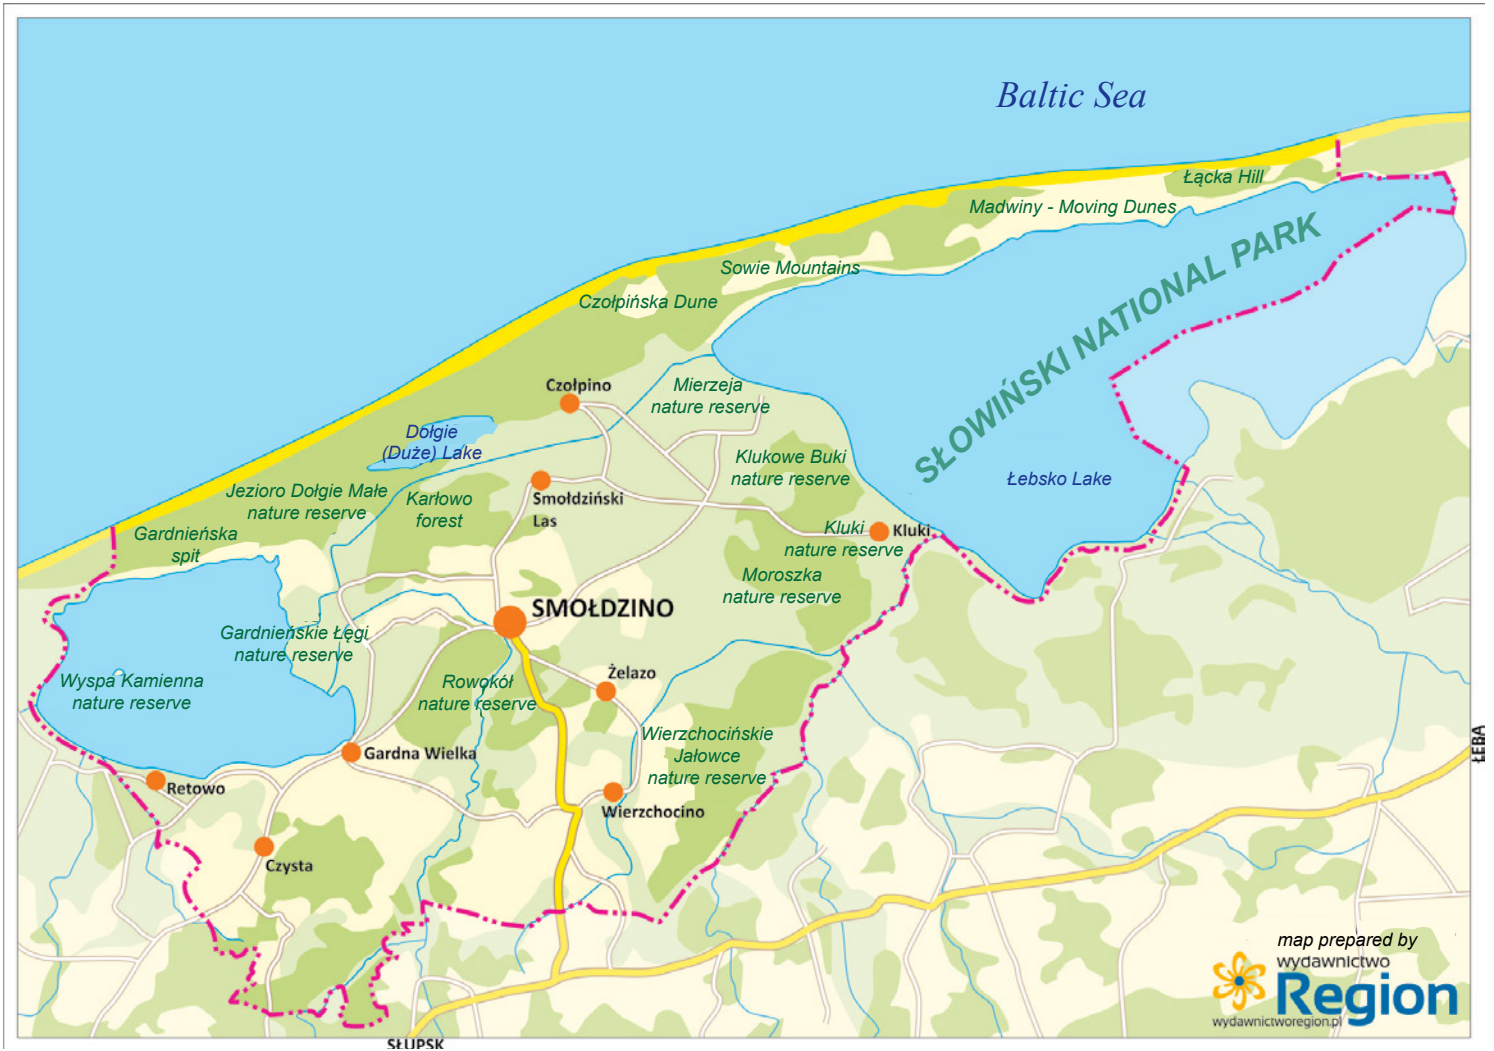 Baltic Sea
Łącka Hill
Madwiny - Moving Dunes
SŁOWIŃSKI NATIONAL PARK
Sowie Mountains
Czołpińska Dune
Czołpino
Mierzeja
nature reserve
Dołgie
(Duże) Lake
Klukowe Buki
nature reserve
Łebsko Lake
Jezioro Dołgie Małe
nature reserve
Karłowo
forest
Smołdziński
Las
Gardnieńska
spit
Kluki
nature reserve
Kluki
Moroszka
nature reserve
SMOŁDZINO
Gardnieńskie Łęgi
nature reserve
Żelazo
Wyspa Kamienna
nature reserve
Rowokół
nature reserve
Wierzchocińskie
Jałowce
nature reserve
ŁEBA
Gardna Wielka
Retowo
Wierzchocino
Czysta
map prepared by
wydawnictwo
Region
wydawnictworegion.pl
SŁUPSK